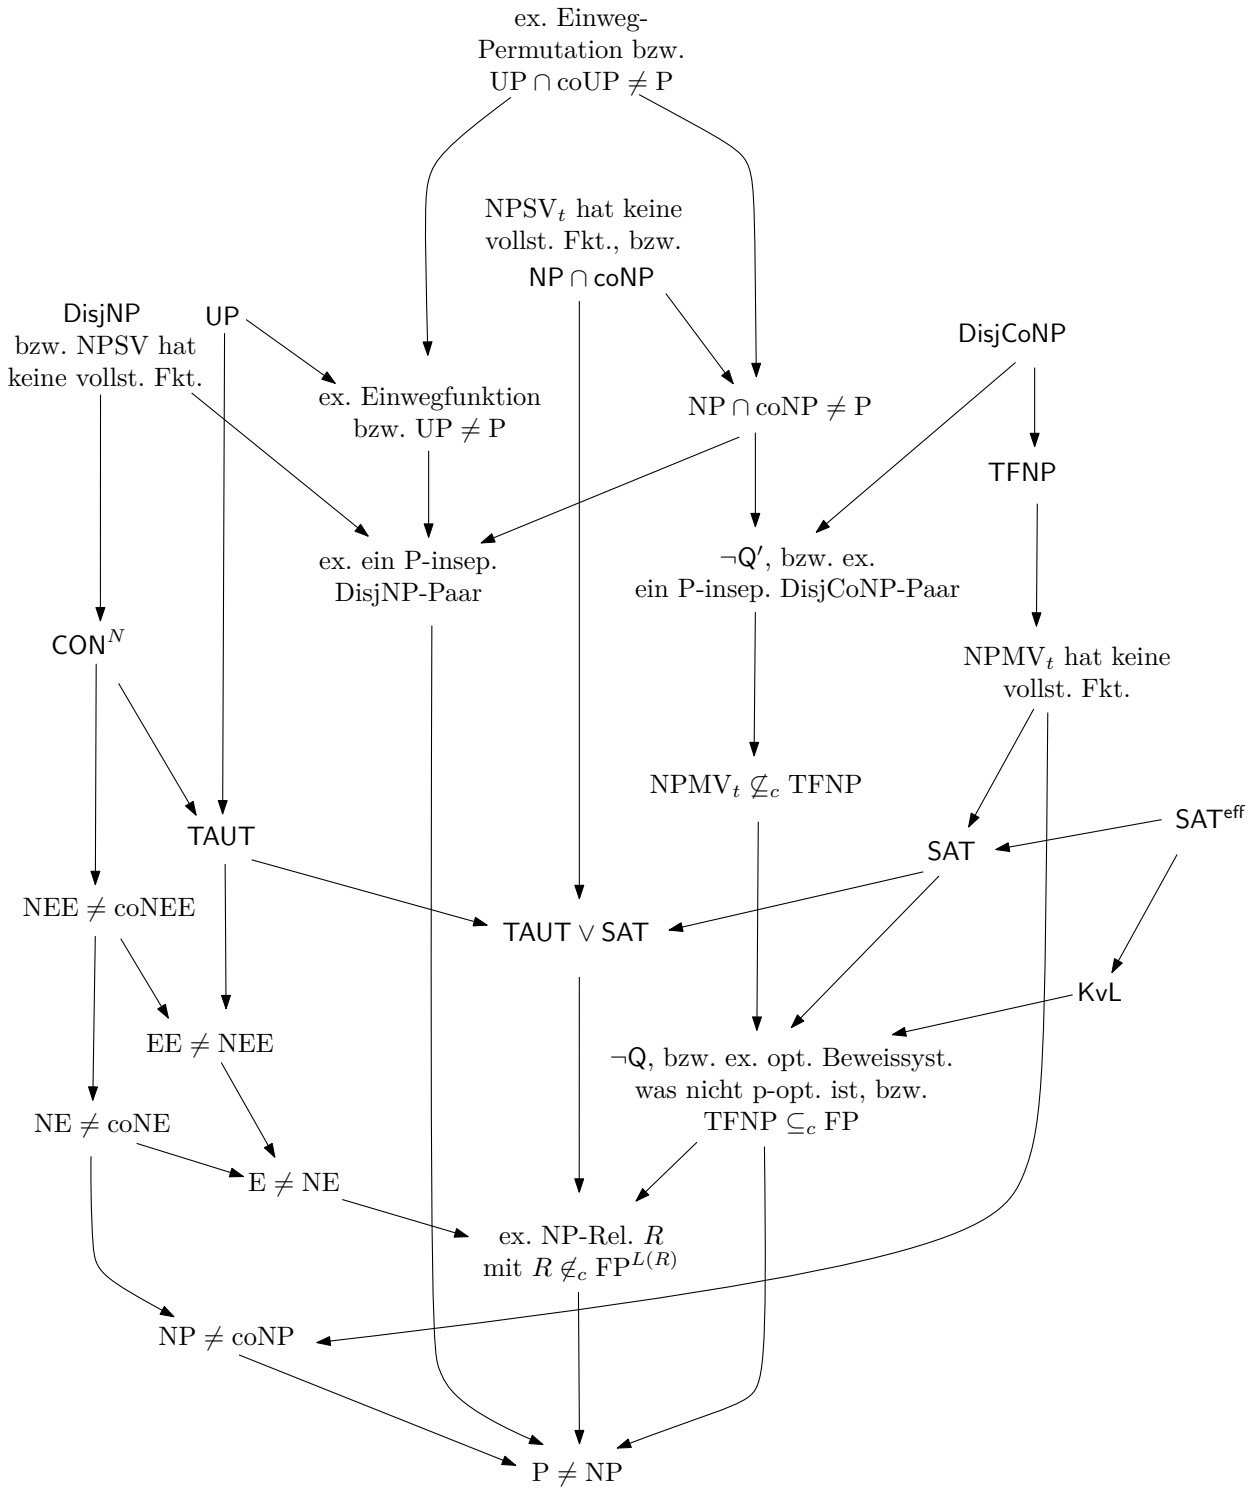 ex. Einweg-
Permutation bzw.
UP ∩ coUP ≠ P
NPSVₜ hat keine
vollst. Fkt., bzw.
NP ∩ coNP
DisjNP
bzw. NPSV hat
keine vollst. Fkt.
UP
DisjCoNP
ex. Einwegfunktion
bzw. UP ≠ P
NP ∩ coNP ≠ P
TFNP
ex. ein P-insep.
DisjNP-Paar
¬Q′, bzw. ex.
ein P-insep. DisjCoNP-Paar
CONᴺ
NPMVₜ hat keine
vollst. Fkt.
NPMVₜ ⊈_c TFNP
TAUT
SAT
SAT^eff
NEE ≠ coNEE
TAUT ∨ SAT
KvL
EE ≠ NEE
¬Q, bzw. ex. opt. Beweissyst.
was nicht p-opt. ist, bzw.
TFNP ⊆_c FP
NE ≠ coNE
E ≠ NE
ex. NP-Rel. R
mit R ∉_c FP^L(R)
NP ≠ coNP
P ≠ NP